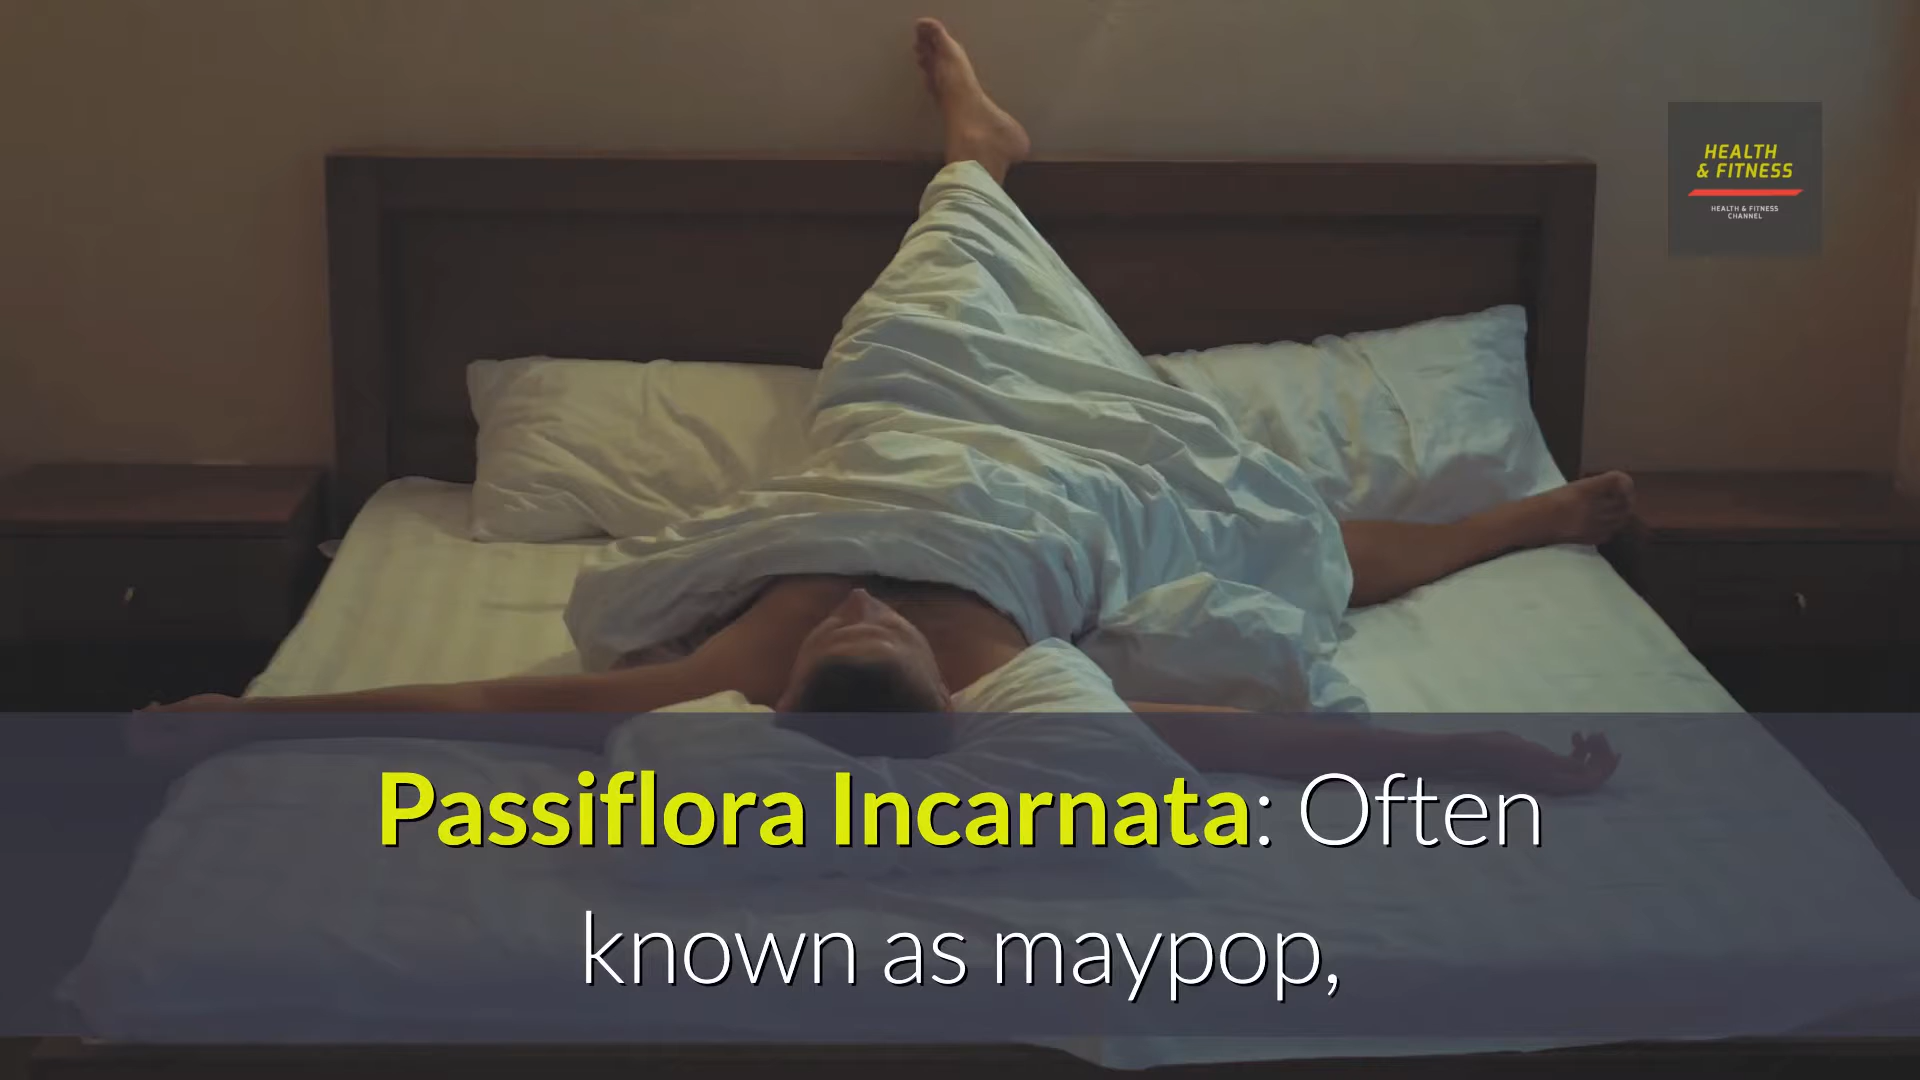 HEALTH
& FITNESS
HEALTH & FITNESS
CHANNEL
Passiflora Incarnata: Often
known as maypop,